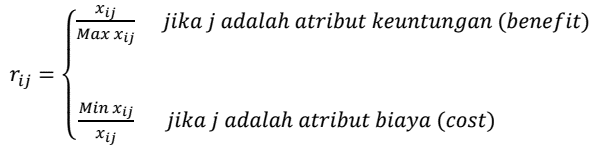 x_ij / Max x_ij jika j adalah atribut keuntungan (benefit)
r_ij = {
Min x_ij / x_ij jika j adalah atribut biaya (cost)